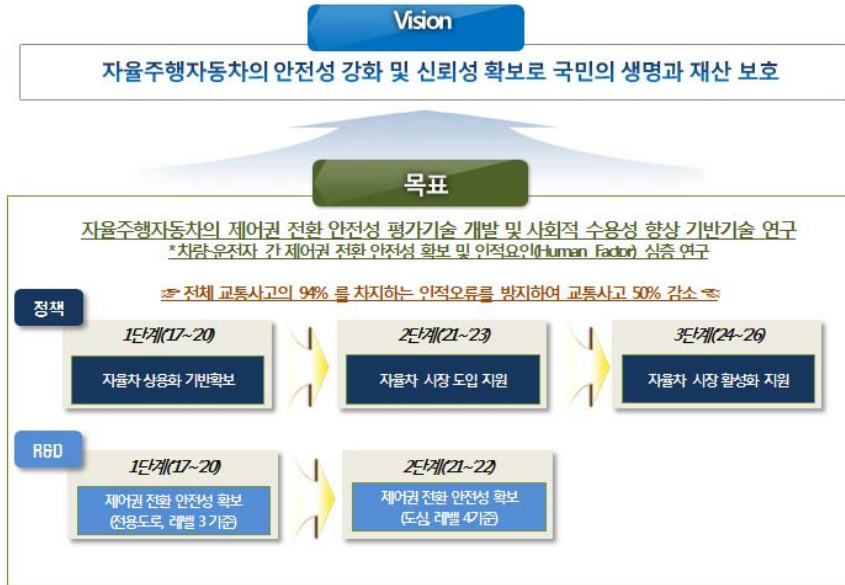 Vision
자율주행자동차의 안전성 강화 및 신뢰성 확보로 국민의 생명과 재산 보호
목표
자율주행자동차의 제어권 전환 안전성 평가기술 개발 및 사회적 수용성 향상 기반기술 연구
*차량-운전자 간 제어권 전환 안전성 확보 및 인적요인(Human Factor) 심층 연구
☞ 전체 교통사고의 94% 를 차지하는 인적오류를 방지하여 교통사고 50% 감소 ☜
정책
1단계('17~'20)
2단계('21~'23)
3단계('24~'26)
자율차 상용화 기반확보
자율차 시장 도입 지원
자율차 시장 활성화 지원
R&D
1단계('17~'20)
2단계('21~'22)
제어권 전환 안전성 확보
(전용도로, 레벨 3기준)
제어권 전환 안전성 확보
(도심, 레벨 4기준)